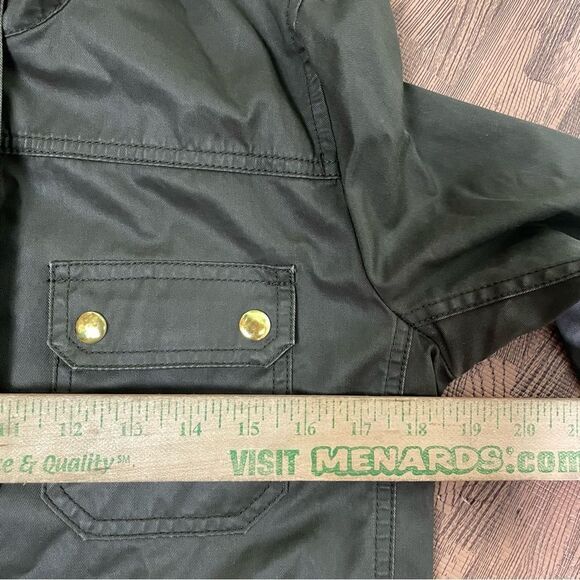 11 12 13 14 15 16 17 18 19 20
e & Quality℠ VISIT MENARDS®.com